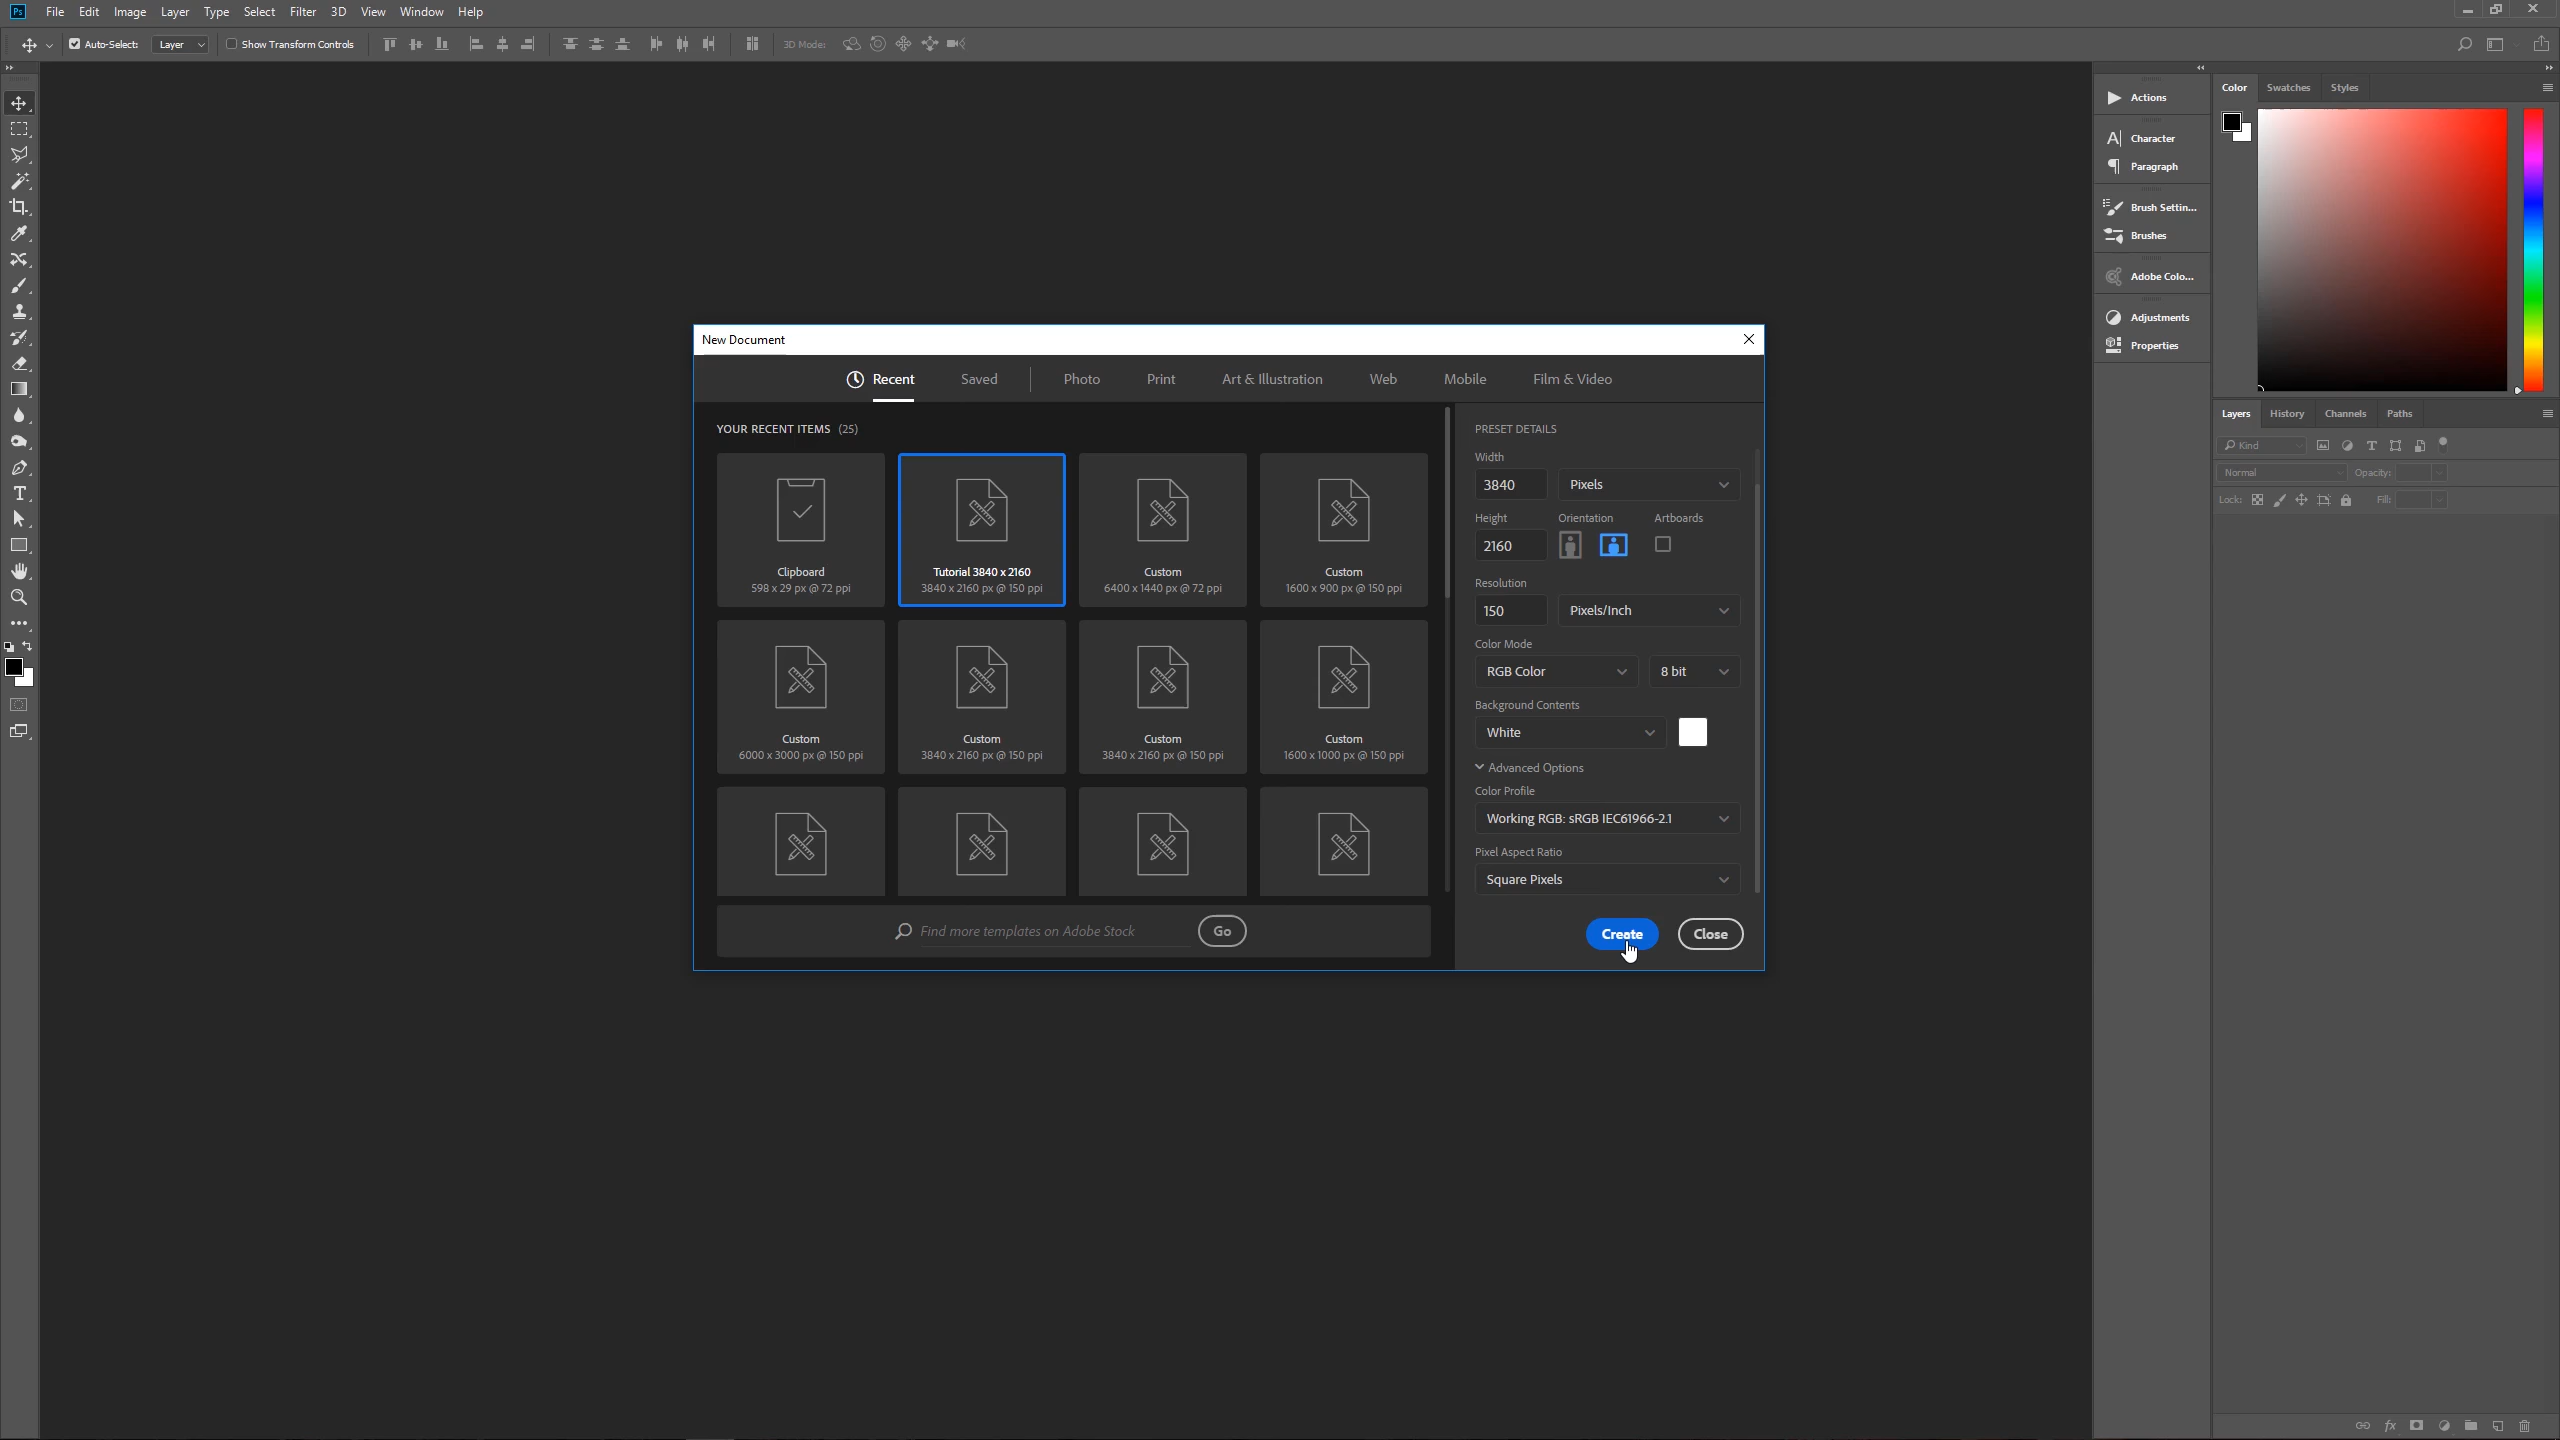 Ps File Edit Image Layer Type Select Filter 3D View Window Help
Auto-Select: Layer Show Transform Controls 3D Mode:
Actions
Character
Paragraph
Brush Settin...
Brushes
Adobe Colo...
Adjustments
Properties
Color Swatches Styles
Layers History Channels Paths
Kind
Normal Opacity:
Lock: Fill:
New Document
Recent Saved Photo Print Art & Illustration Web Mobile Film & Video
YOUR RECENT ITEMS (25)
Clipboard
598 x 29 px @ 72 ppi
Tutorial 3840 x 2160
3840 x 2160 px @ 150 ppi
Custom
6400 x 1440 px @ 72 ppi
Custom
1600 x 900 px @ 150 ppi
Custom
6000 x 3000 px @ 150 ppi
Custom
3840 x 2160 px @ 150 ppi
Custom
3840 x 2160 px @ 150 ppi
Custom
1600 x 1000 px @ 150 ppi
Find more templates on Adobe Stock Go
PRESET DETAILS
Width
3840 Pixels
Height Orientation Artboards
2160
Resolution
150 Pixels/Inch
Color Mode
RGB Color 8 bit
Background Contents
White
Advanced Options
Color Profile
Working RGB: sRGB IEC61966-2.1
Pixel Aspect Ratio
Square Pixels
Create Close
fx